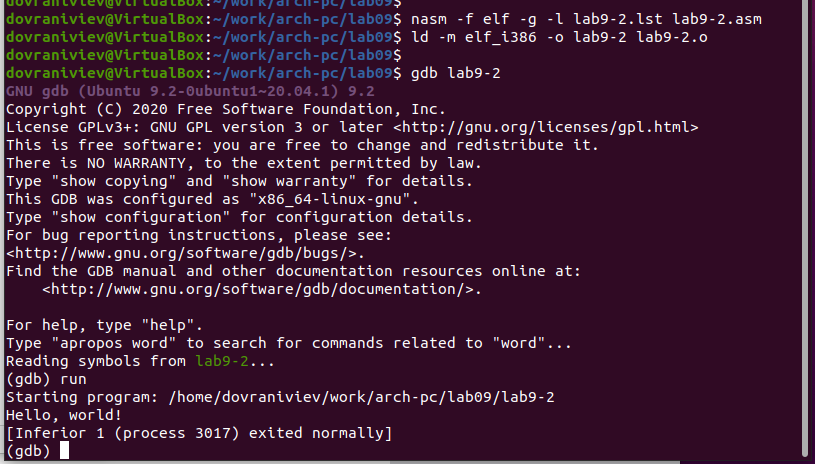 dovraniviev@VirtualBox:~/work/arch-pc/lab09$
dovraniviev@VirtualBox:~/work/arch-pc/lab09$ nasm -f elf -g -l lab9-2.lst lab9-2.asm
dovraniviev@VirtualBox:~/work/arch-pc/lab09$ ld -m elf_i386 -o lab9-2 lab9-2.o
dovraniviev@VirtualBox:~/work/arch-pc/lab09$
dovraniviev@VirtualBox:~/work/arch-pc/lab09$ gdb lab9-2
GNU gdb (Ubuntu 9.2-0ubuntu1~20.04.1) 9.2
Copyright (C) 2020 Free Software Foundation, Inc.
License GPLv3+: GNU GPL version 3 or later <http://gnu.org/licenses/gpl.html>
This is free software: you are free to change and redistribute it.
There is NO WARRANTY, to the extent permitted by law.
Type "show copying" and "show warranty" for details.
This GDB was configured as "x86_64-linux-gnu".
Type "show configuration" for configuration details.
For bug reporting instructions, please see:
<http://www.gnu.org/software/gdb/bugs/>.
Find the GDB manual and other documentation resources online at:
    <http://www.gnu.org/software/gdb/documentation/>.

For help, type "help".
Type "apropos word" to search for commands related to "word"...
Reading symbols from lab9-2...
(gdb) run
Starting program: /home/dovraniviev/work/arch-pc/lab09/lab9-2
Hello, world!
[Inferior 1 (process 3017) exited normally]
(gdb)